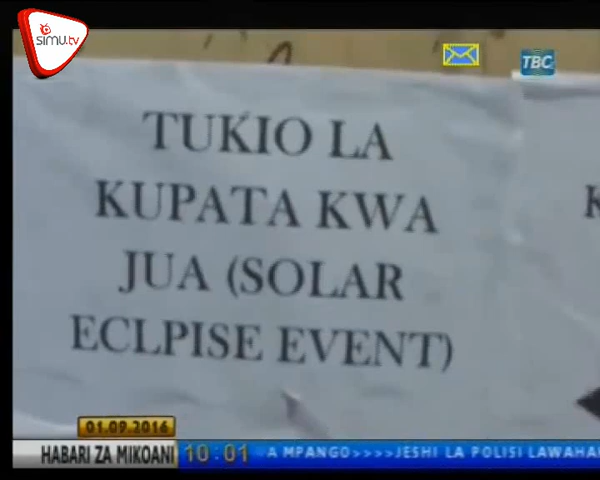 SIMU.tv
TBC
TUKIO LA
KUPATA KWA
JUA (SOLAR
ECLPISE EVENT)
K
01.09.2016
HABARI ZA MIKOANI 10:01 A MPANGO>>>>JESHI LA POLISI LAWAHA